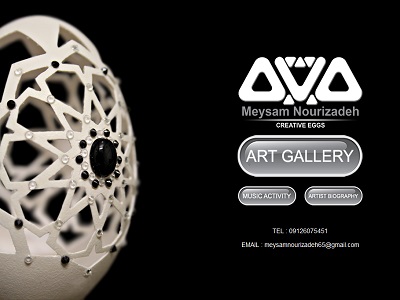 Meysam Nourizadeh
CREATIVE EGGS
ART GALLERY
MUSIC ACTIVITY
ARTIST BIOGRAPHY
TEL : 09126075451
EMAIL : meysamnourizadeh65@gmail.com